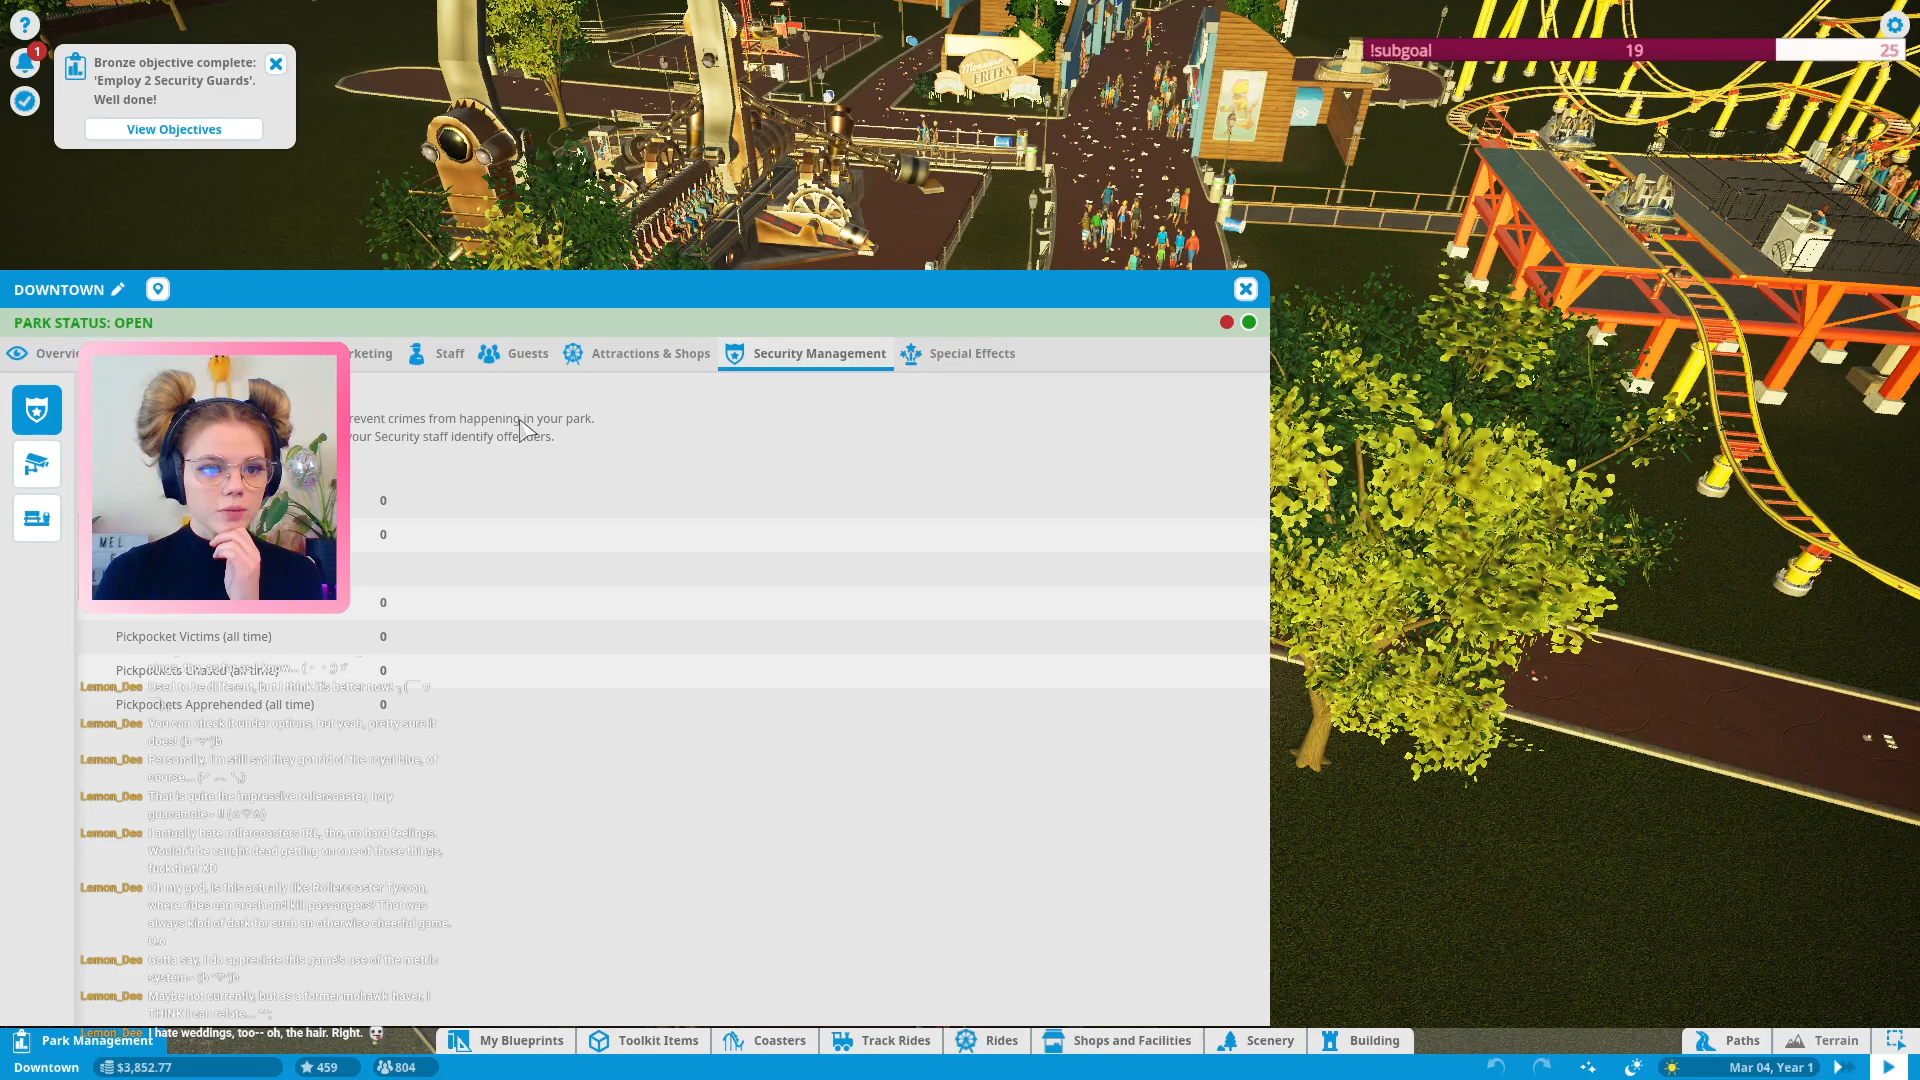 ?
1
Bronze objective complete:
'Employ 2 Security Guards'.
Well done!
View Objectives
FRITES
!subgoal 19 25
DOWNTOWN
PARK STATUS: OPEN
Overvi
rketing Staff Guests Attractions & Shops Security Management Special Effects
revent crimes from happening in your park.
your Security staff identify offenders.
MEL
0
0
0
Pickpocket Victims (all time) 0
Pickpockets Chased (all time) 0
Lemon_Dee Used to be different, but I think it's better now!
Pickpockets Apprehended (all time) 0
Lemon_Dee You can check it under options, but yeah, pretty sure it
does! (b ᵔ▽ᵔ)b
Lemon_Dee Personally, I'm still sad they got rid of the royal blue, of
course...
Lemon_Dee That is quite the impressive rollercoaster, holy
guacamole~ !! (☆▽☆)
Lemon_Dee I actually hate rollercoasters IRL, tho, no hard feelings.
Wouldn't be caught dead getting on one of those things,
fuck that! XD
Lemon_Dee Oh my god, is this actually like Rollercoaster Tycoon,
where rides can crash and kill passangers? That was
always kind of dark for such an otherwise cheerful game.
O.o
Lemon_Dee Gotta say, I do appreciate this game's use of the metric
system~ (b ᵔ▽ᵔ)b
Lemon_Dee Maybe not currently, but as a former mohawk-haver, I
THINK I can relate... ^^;
Lemon_Dee I hate weddings, too-- oh, the hair. Right.
Park Management My Blueprints Toolkit Items Coasters Track Rides Rides Shops and Facilities Scenery Building Paths Terrain
Downtown $3,852.77 459 804 Mar 04, Year 1